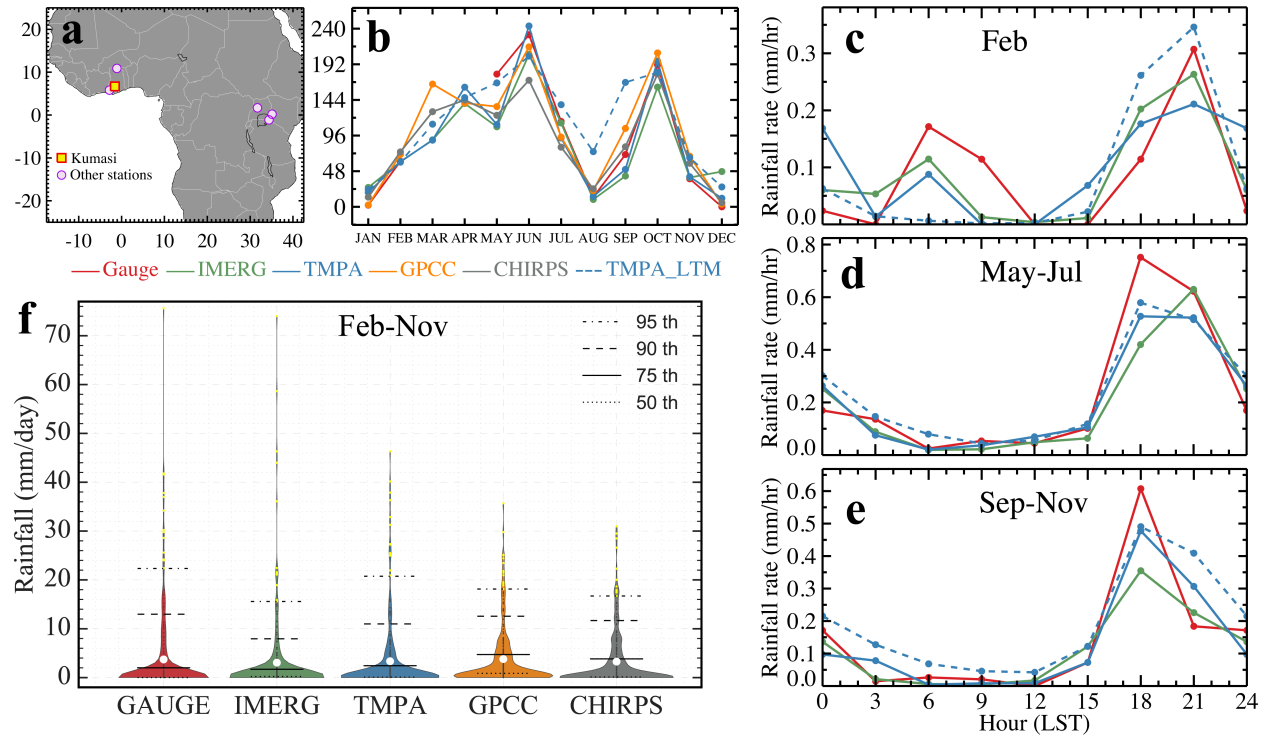 a
20
10
0
-10
-20
Kumasi
Other stations
-10 0 10 20 30 40
b
240
192
144
96
48
0
JAN FEB MAR APR MAY JUN JUL AUG SEP OCT NOV DEC
Gauge IMERG TMPA GPCC CHIRPS TMPA_LTM
c
Feb
Rainfall rate (mm/hr)
0.3
0.2
0.1
0.0
d
May-Jul
Rainfall rate (mm/hr)
0.8
0.6
0.4
0.2
0.0
e
Sep-Nov
Rainfall rate (mm/hr)
0.6
0.5
0.4
0.3
0.2
0.1
0.0
0 3 6 9 12 15 18 21 24
Hour (LST)
f
Feb-Nov
95 th
90 th
75 th
50 th
Rainfall (mm/day)
70
60
50
40
30
20
10
0
GAUGE IMERG TMPA GPCC CHIRPS